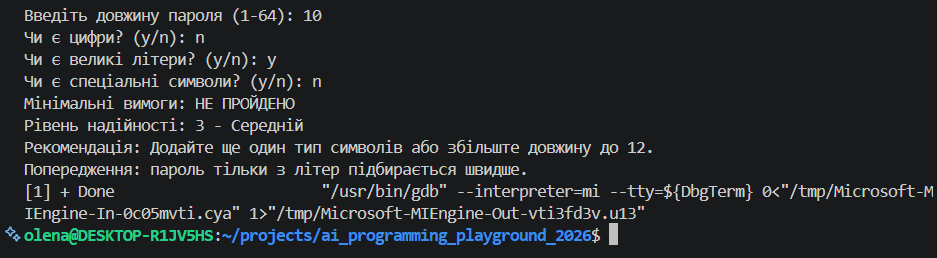 Введіть довжину пароля (1-64): 10
Чи є цифри? (y/n): n
Чи є великі літери? (y/n): y
Чи є спеціальні символи? (y/n): n
Мінімальні вимоги: НЕ ПРОЙДЕНО
Рівень надійності: 3 - Середній
Рекомендація: Додайте ще один тип символів або збільште довжину до 12.
Попередження: пароль тільки з літер підбирається швидше.
[1] + Done                       "/usr/bin/gdb" --interpreter=mi --tty=${DbgTerm} 0<"/tmp/Microsoft-M
IEngine-In-0c05mvti.cya" 1>"/tmp/Microsoft-MIEngine-Out-vti3fd3v.u13"
olena@DESKTOP-R1JV5HS:~/projects/ai_programming_playground_2026$